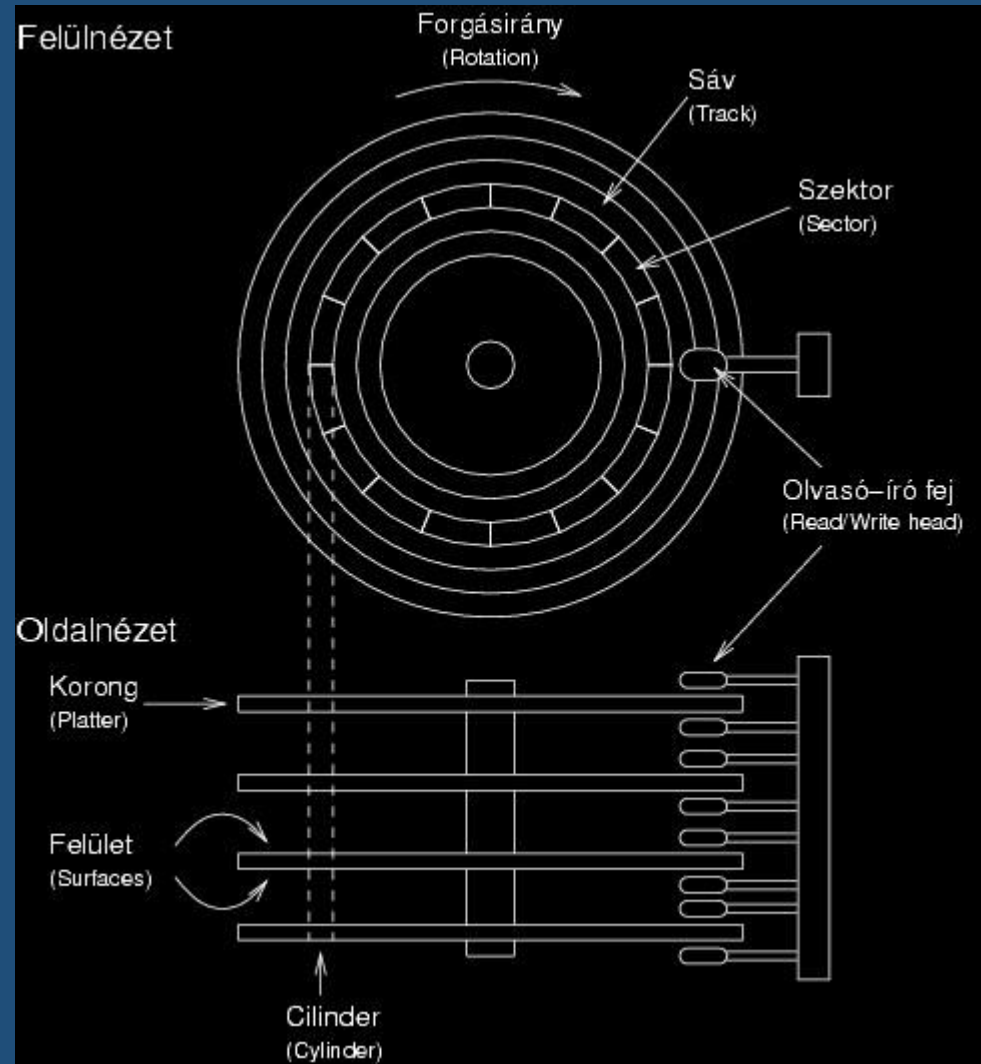 Felülnézet
Forgásirány
(Rotation)
Sáv
(Track)
Szektor
(Sector)
Olvasó–író fej
(Read/Write head)
Oldalnézet
Korong
(Platter)
Felület
(Surfaces)
Cilinder
(Cylinder)